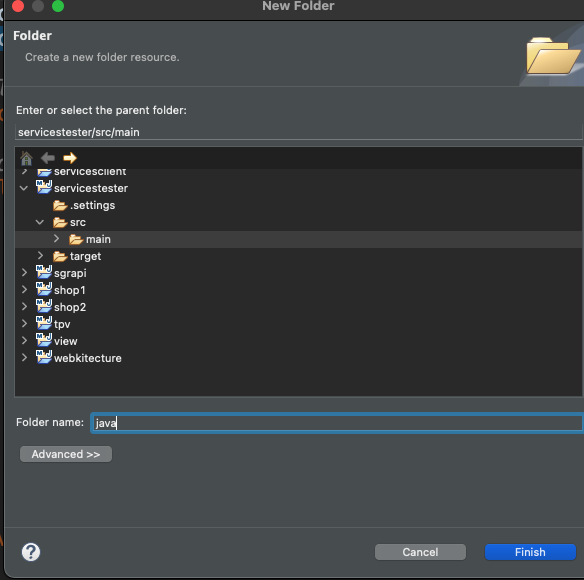 New Folder
Folder
Create a new folder resource.
Enter or select the parent folder:
servicestester/src/main
servicesclient
servicestester
.settings
src
main
target
sgrapi
shop1
shop2
tpv
view
webkitecture
Folder name: java
Advanced >>
? Cancel Finish